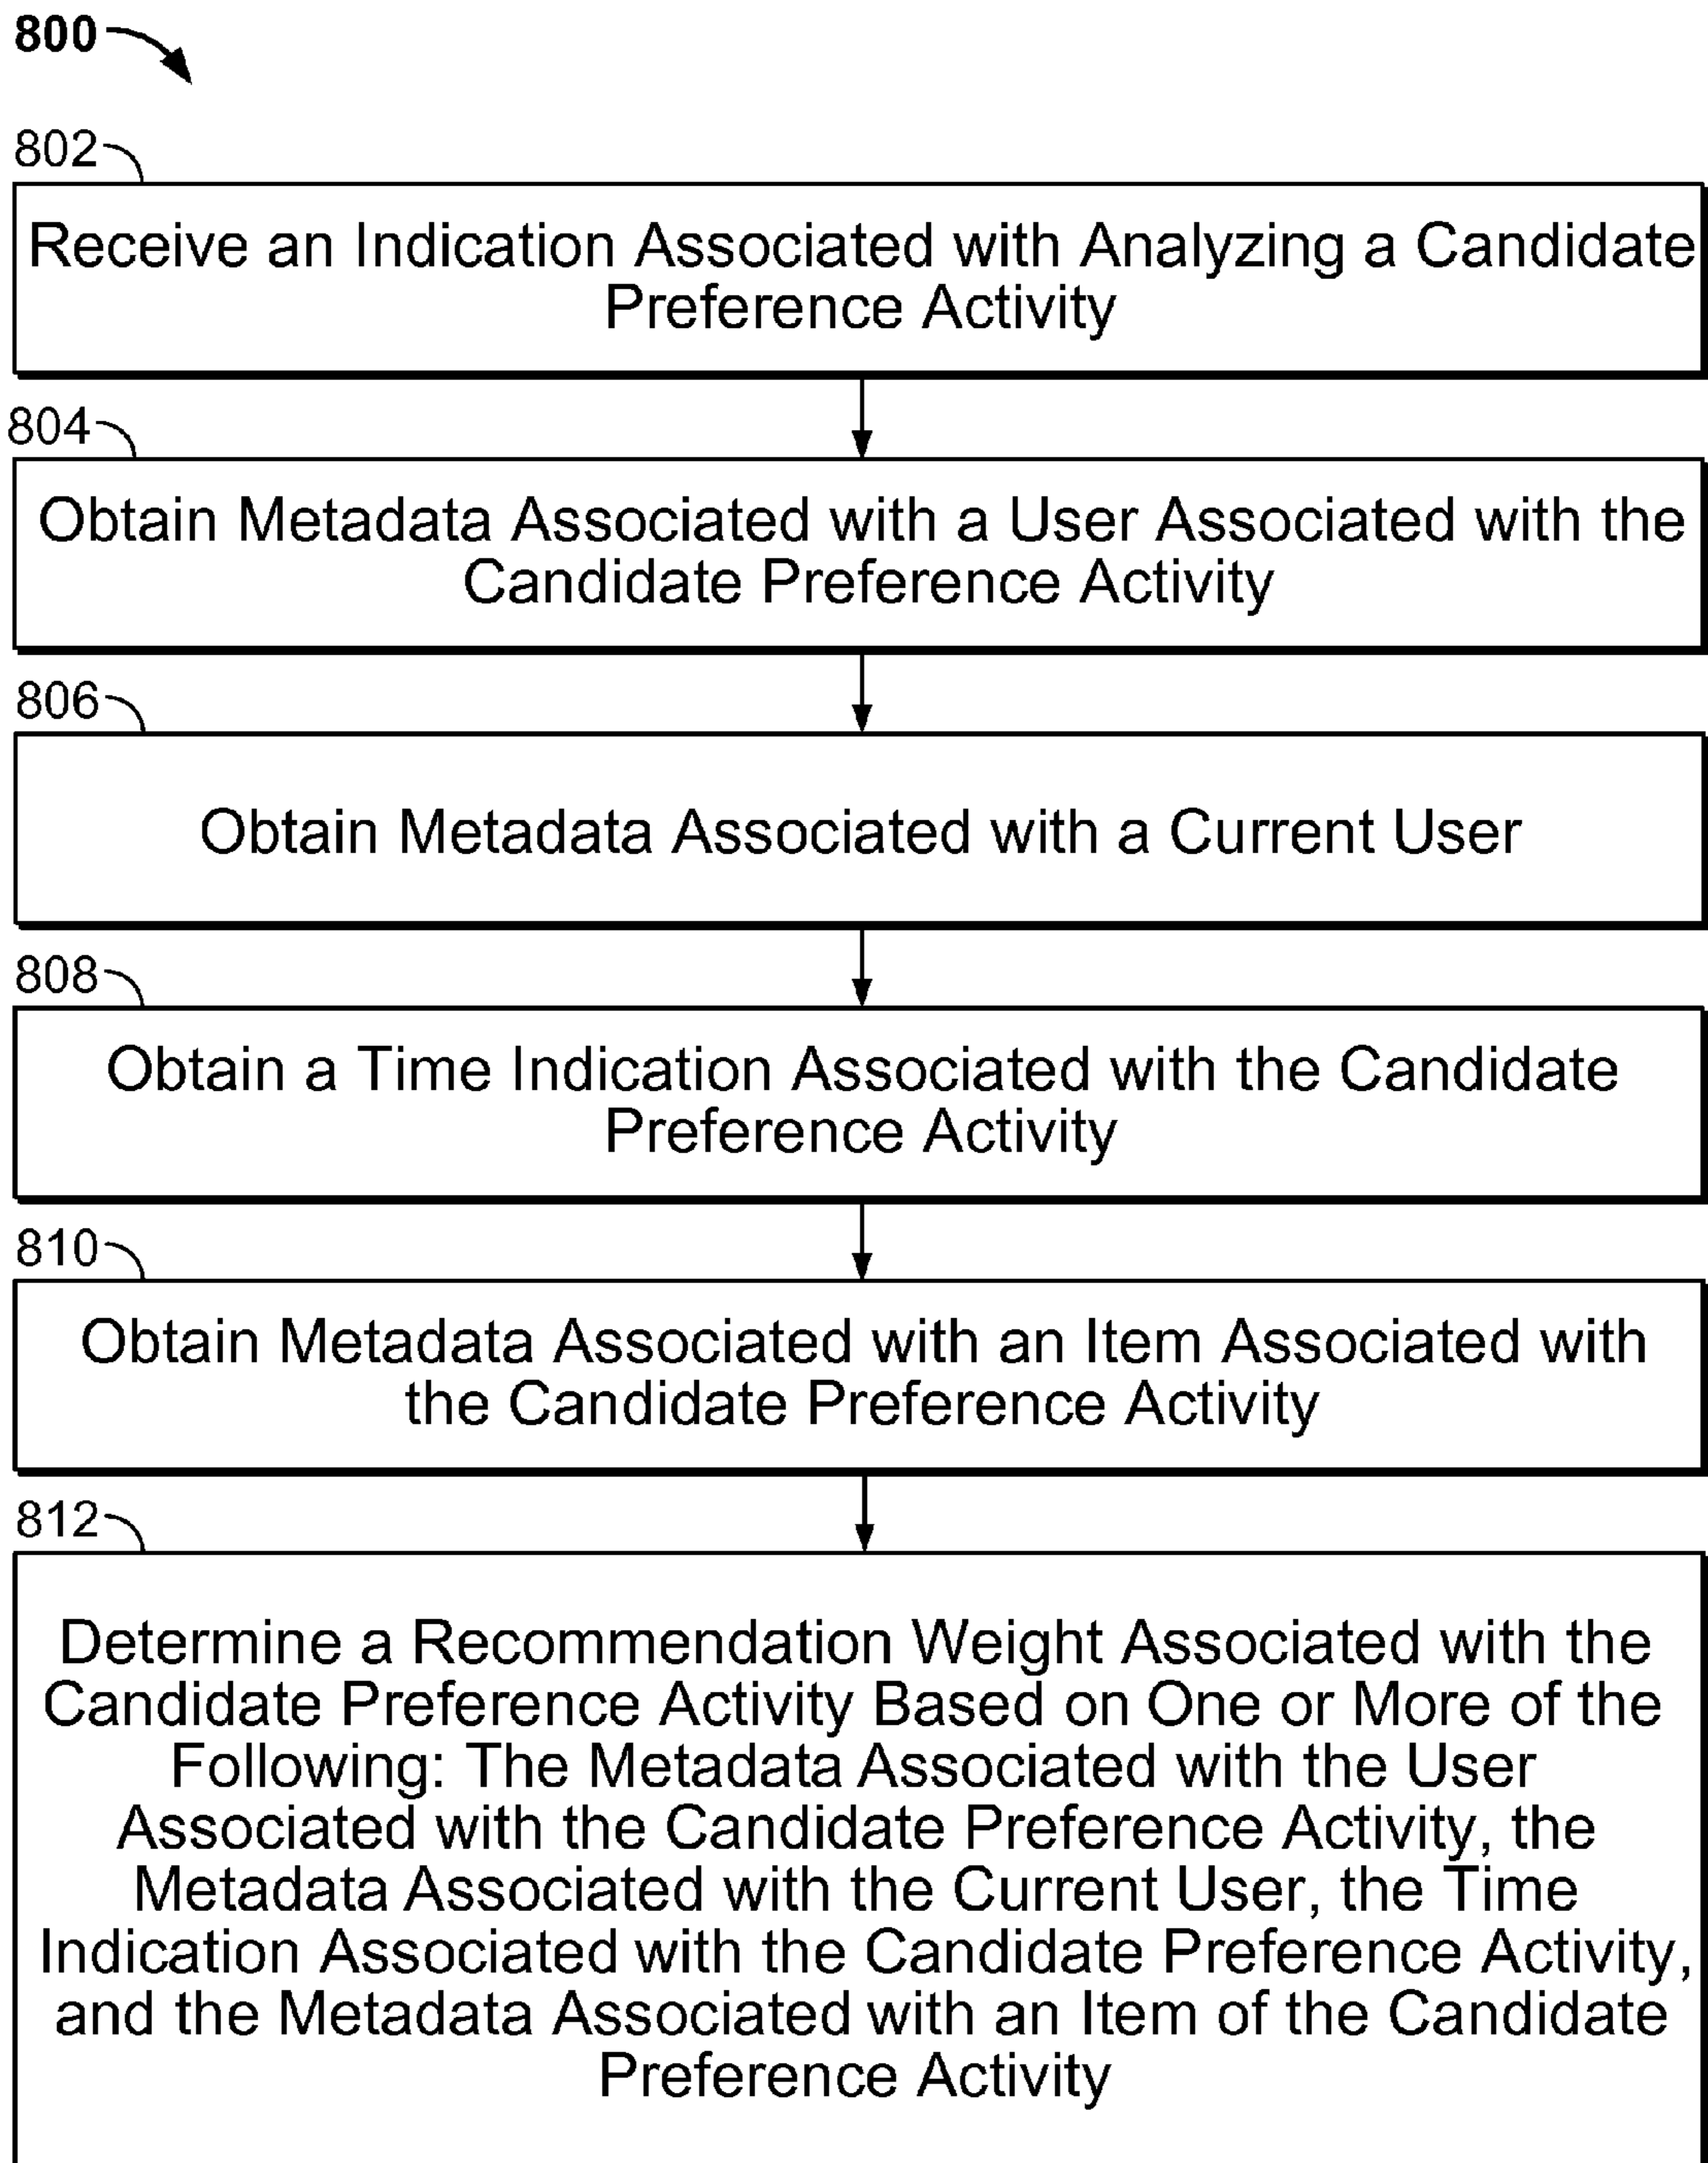 800
802
Receive an Indication Associated with Analyzing a Candidate
Preference Activity
804
Obtain Metadata Associated with a User Associated with the
Candidate Preference Activity
806
Obtain Metadata Associated with a Current User
808
Obtain a Time Indication Associated with the Candidate
Preference Activity
810
Obtain Metadata Associated with an Item Associated with
the Candidate Preference Activity
812
Determine a Recommendation Weight Associated with the
Candidate Preference Activity Based on One or More of the
Following: The Metadata Associated with the User
Associated with the Candidate Preference Activity, the
Metadata Associated with the Current User, the Time
Indication Associated with the Candidate Preference Activity,
and the Metadata Associated with an Item of the Candidate
Preference Activity